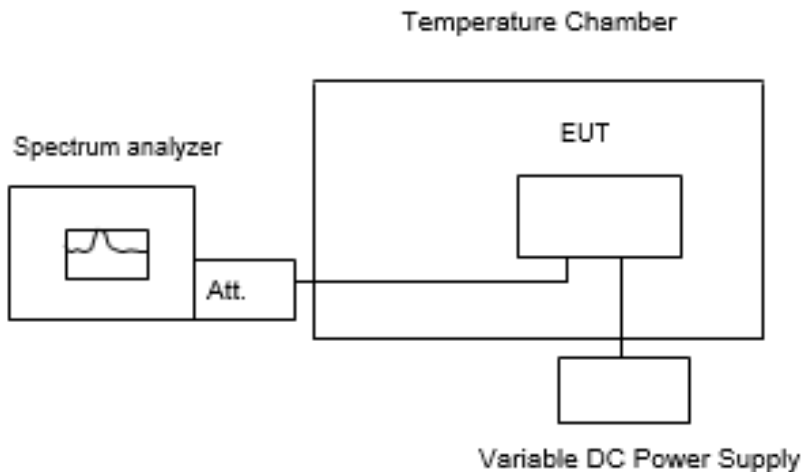 Temperature Chamber
EUT
Spectrum analyzer
Att.
Variable DC Power Supply